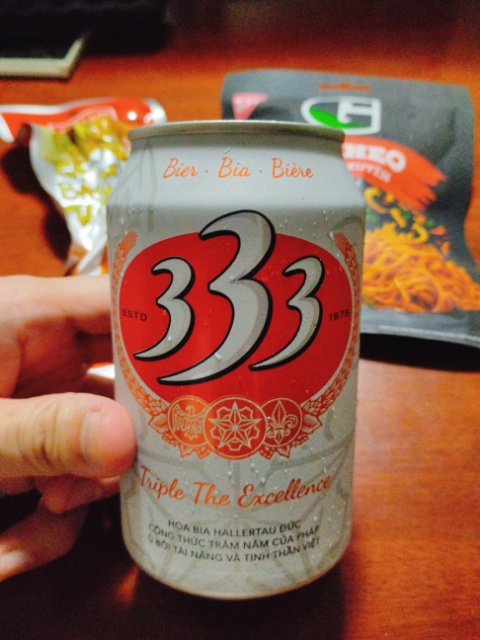 Bier · Bia · Bière
333
ESTD 1875
Triple The Excellence
HOA BIA HALLERTAU ĐỨC
CÔNG THỨC TRĂM NĂM CỦA PHÁP
Ủ BỞI TÀI NĂNG VÀ TINH THẦN VIỆT
G